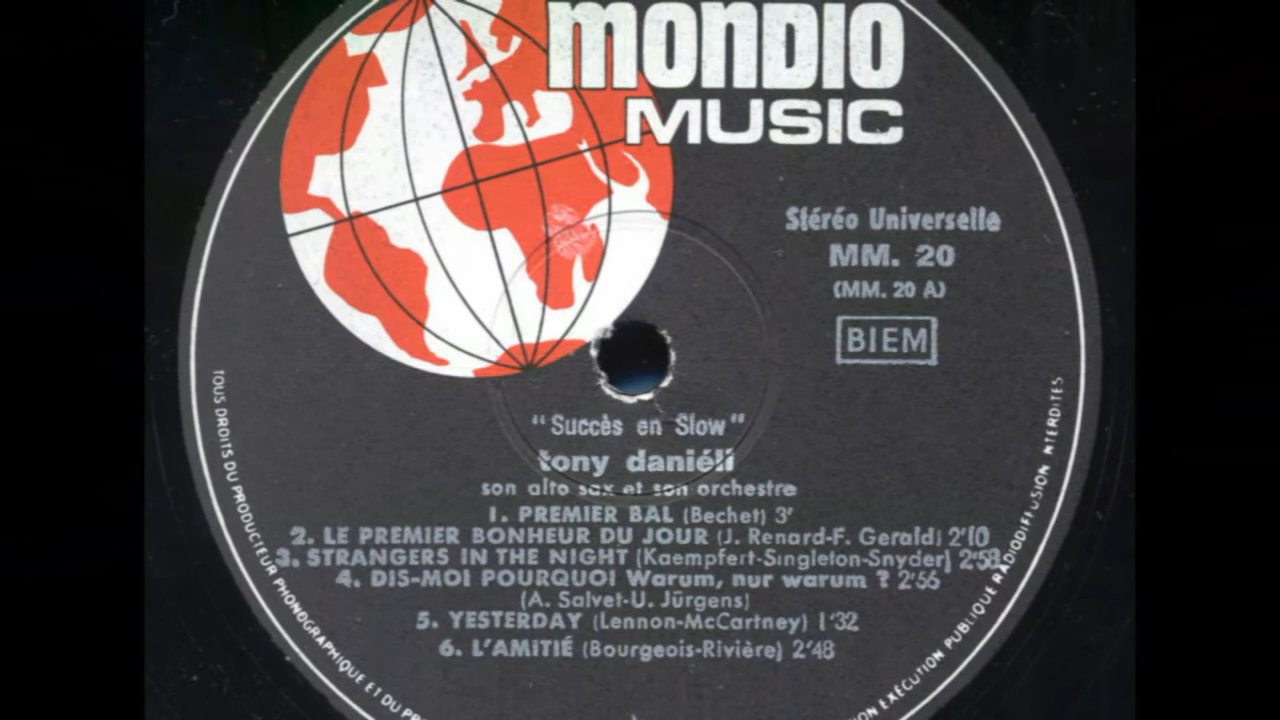 MONDIO
MUSIC
Stéréo Universelle
MM. 20
(MM. 20 A)
BIEM
"Succès en Slow"
tony daniéli
son alto sax et son orchestre
1. PREMIER BAL (Bechet) 3'
2. LE PREMIER BONHEUR DU JOUR (J. Renard-F. Gerald) 2'10
3. STRANGERS IN THE NIGHT (Kaempfert-Singleton-Snyder) 2'58
4. DIS-MOI POURQUOI Warum, nur warum ? 2'56
(A. Salvet-U. Jürgens)
5. YESTERDAY (Lennon-McCartney) 1'32
6. L'AMITIÉ (Bourgeois-Rivière) 2'48
TOUS DROITS DU PRODUCTEUR PHONOGRAPHIQUE ET DU
EXÉCUTION PUBLIQUE RADIODIFFUSION INTERDITES